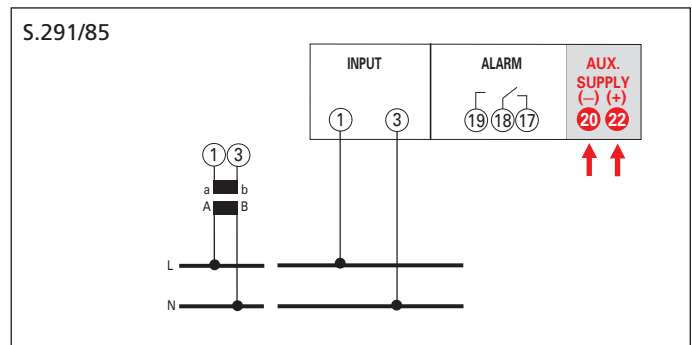 S.291/85
INPUT
ALARM
AUX.
SUPPLY
(–) (+)
1 3
19 18 17
20 22
1 3
a b
A B
L
N